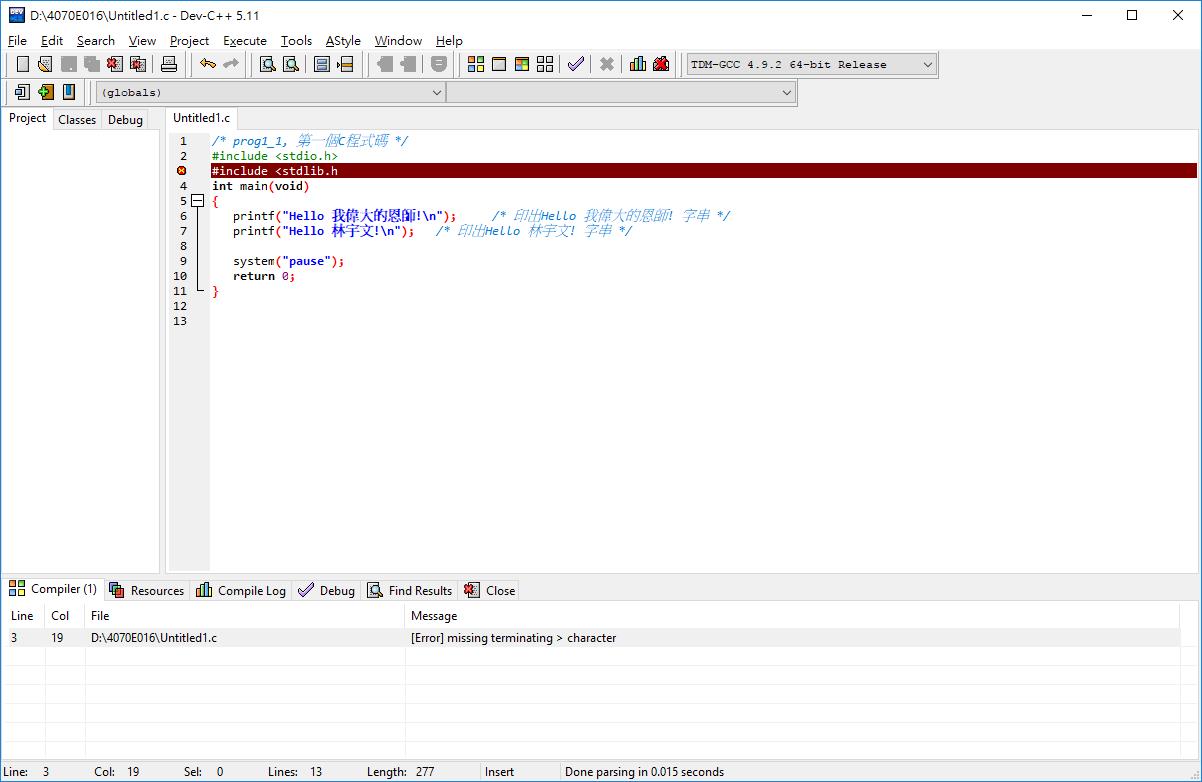 D:\4070E016\Untitled1.c - Dev-C++ 5.11
File Edit Search View Project Execute Tools AStyle Window Help
TDM-GCC 4.9.2 64-bit Release
(globals)
Project Classes Debug
Untitled1.c
1 /* prog1_1, 第一個C程式碼 */
2 #include <stdio.h>
#include <stdlib.h
4 int main(void)
5 {
6 printf("Hello 我偉大的恩師!\n"); /* 印出Hello 我偉大的恩師! 字串 */
7 printf("Hello 林宇文!\n"); /* 印出Hello 林宇文! 字串 */
8
9 system("pause");
10 return 0;
11 }
12
13
Compiler (1) Resources Compile Log Debug Find Results Close
Line Col File Message
3 19 D:\4070E016\Untitled1.c [Error] missing terminating > character
Line: 3 Col: 19 Sel: 0 Lines: 13 Length: 277 Insert Done parsing in 0.015 seconds